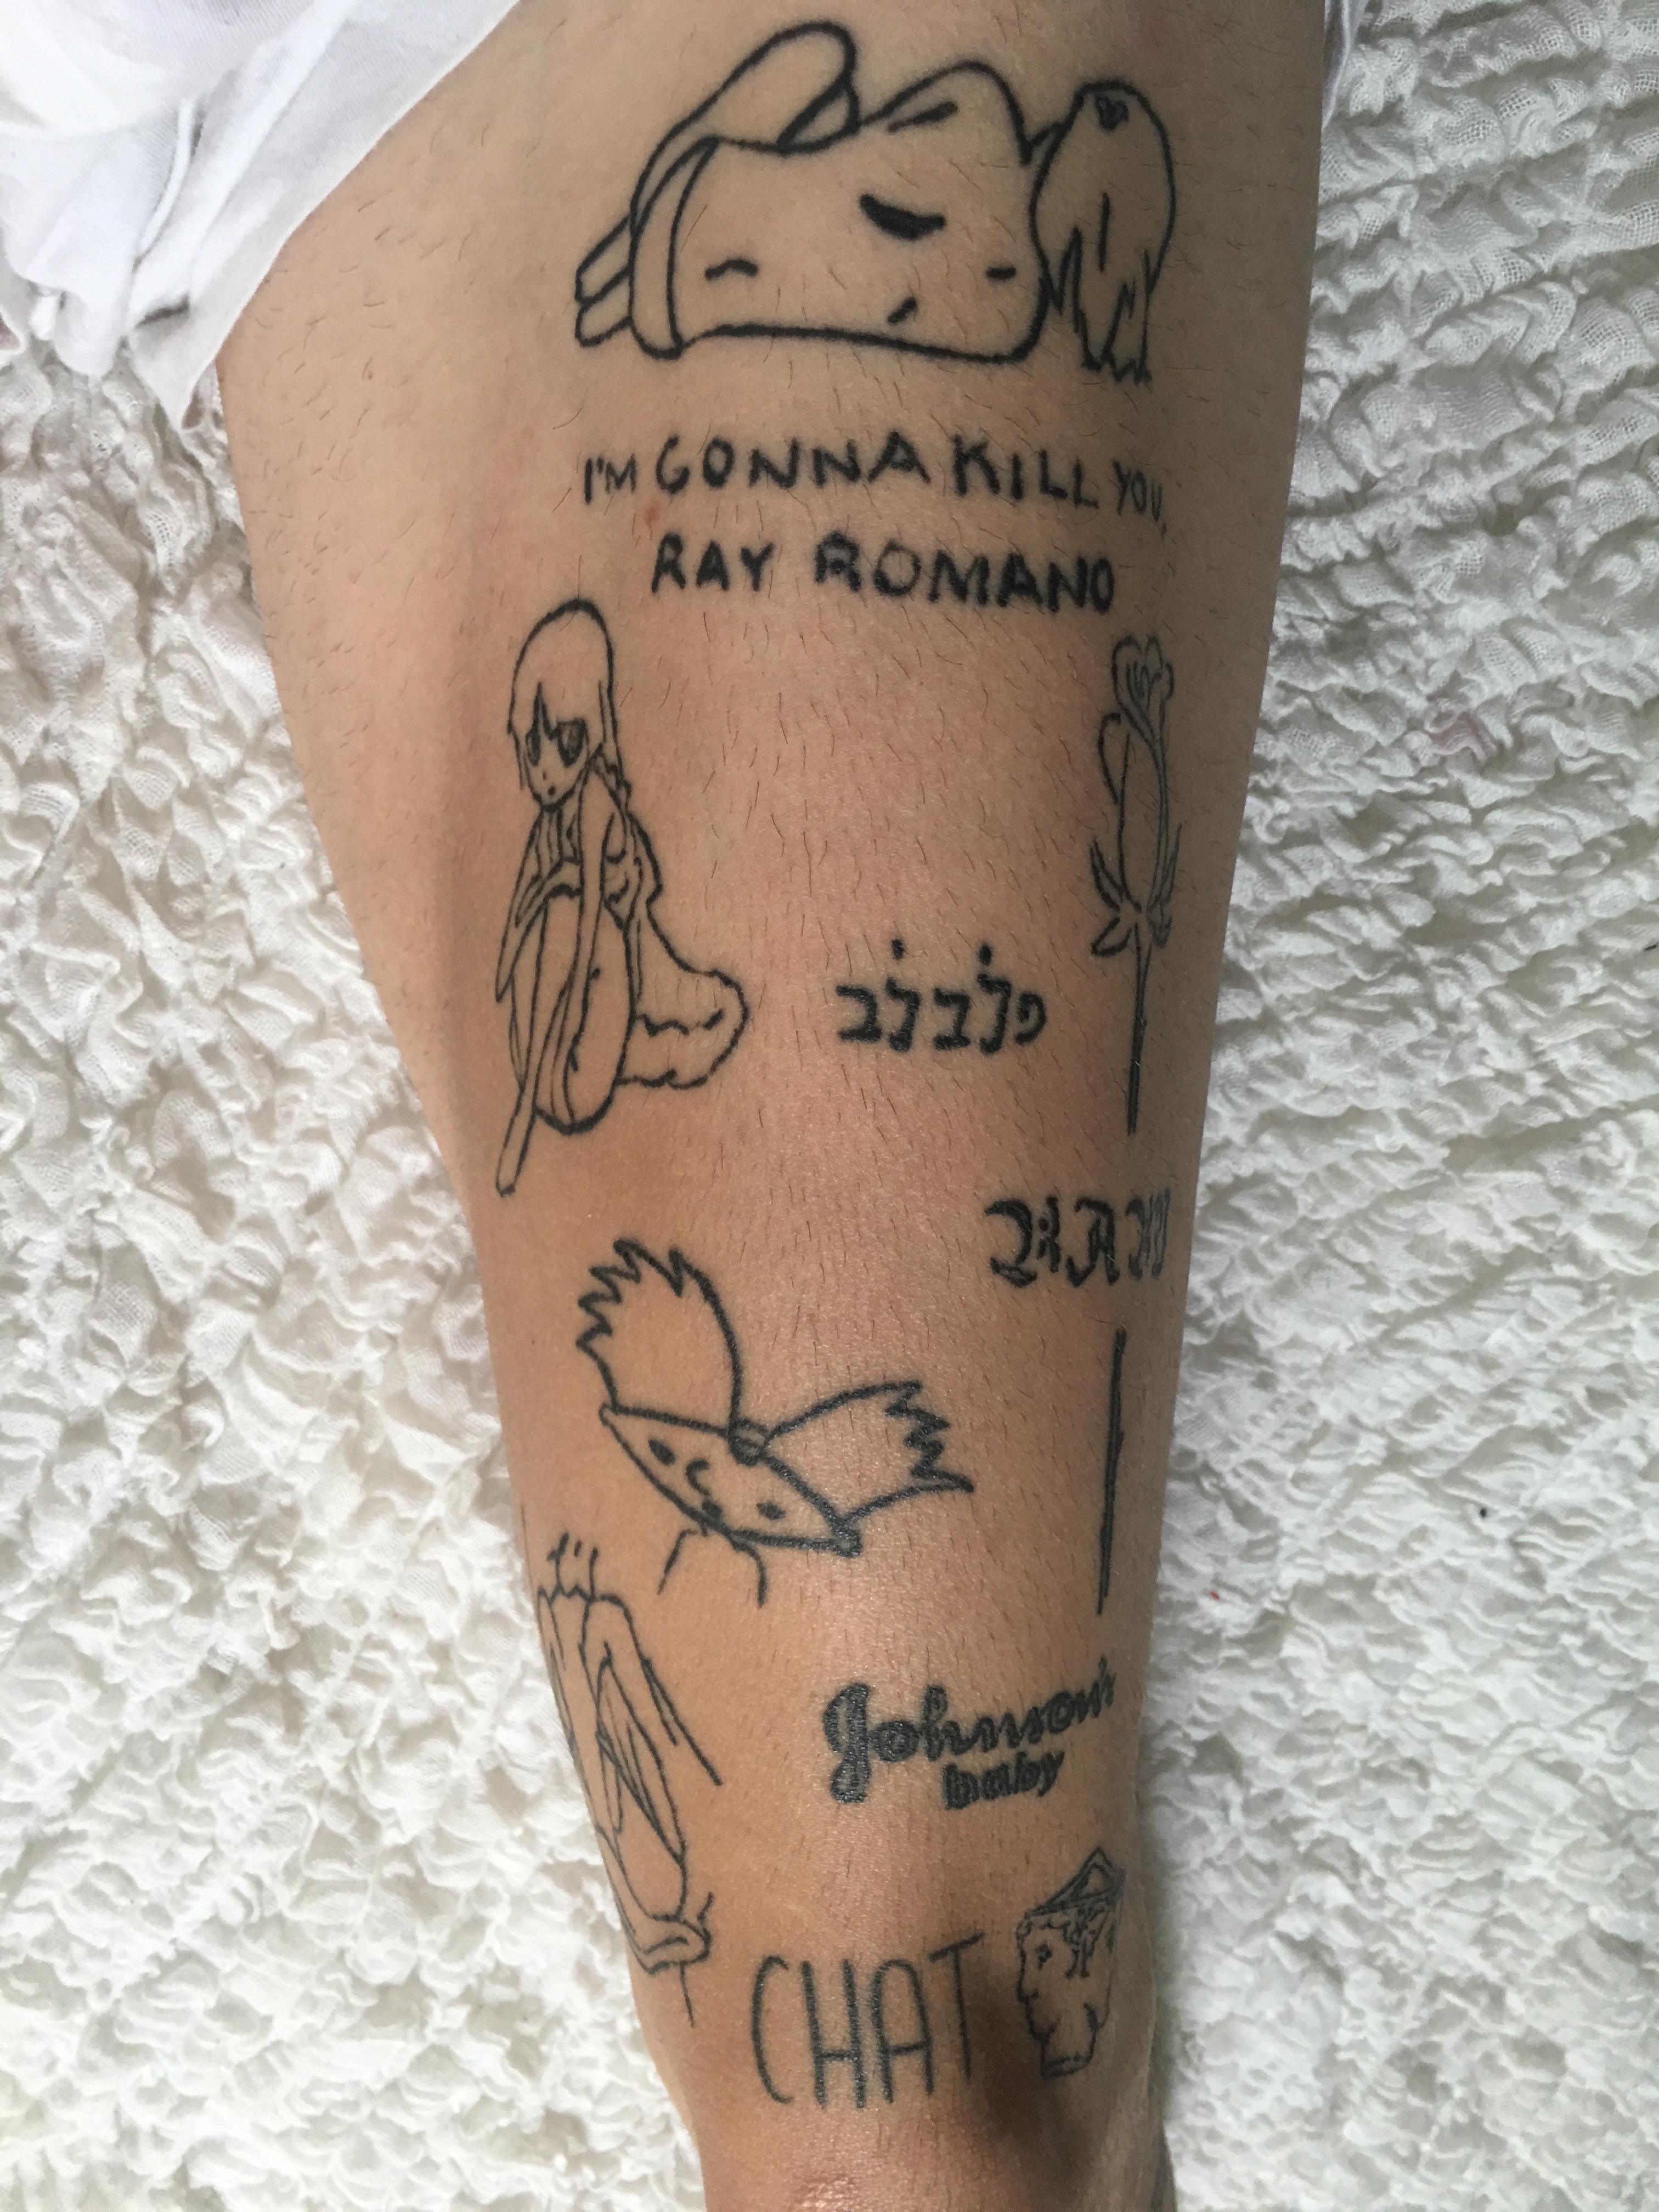 I'M GONNA KILL YOU,
RAY ROMANO
פלבלב
Johnson's
baby
CHAT